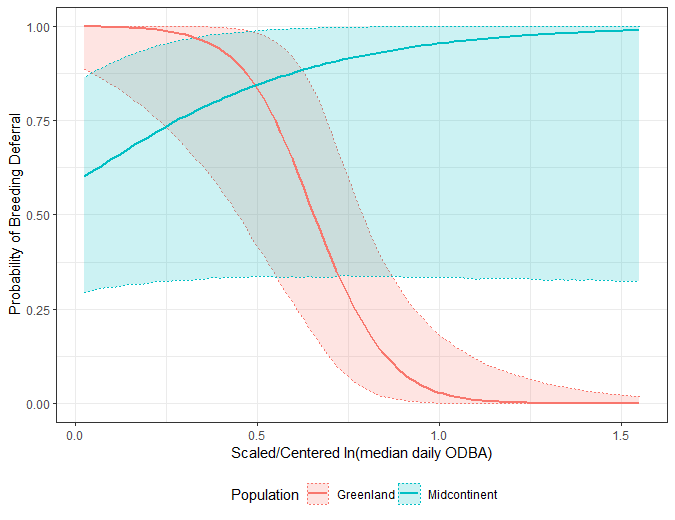 Probability of Breeding Deferral
1.00
0.75
0.50
0.25
0.00
0.0 0.5 1.0 1.5
Scaled/Centered ln(median daily ODBA)
Population Greenland Midcontinent